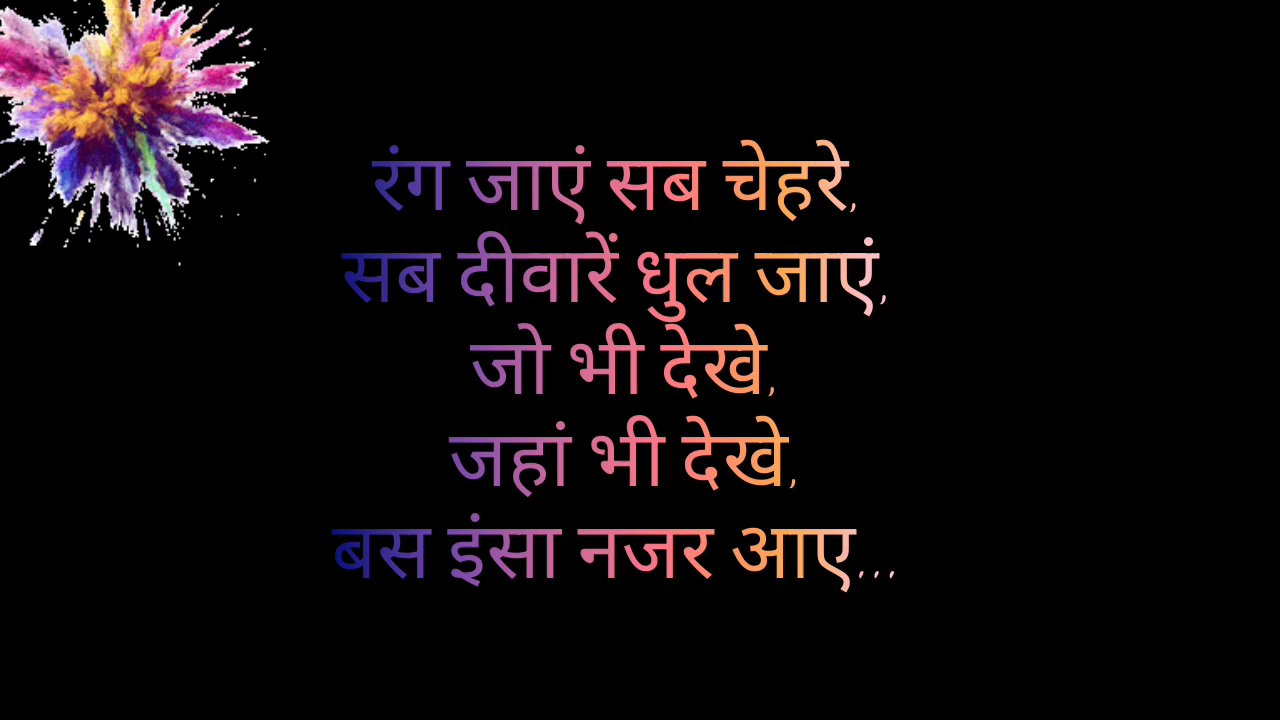 रंग जाएं सब चेहरे,
सब दीवारें धुल जाएं,
जो भी देखे,
जहां भी देखे,
बस इंसा नजर आए,,,